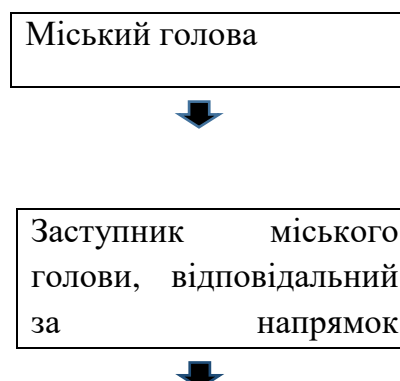 Міський голова
Заступник міського
голови, відповідальний
за напрямок